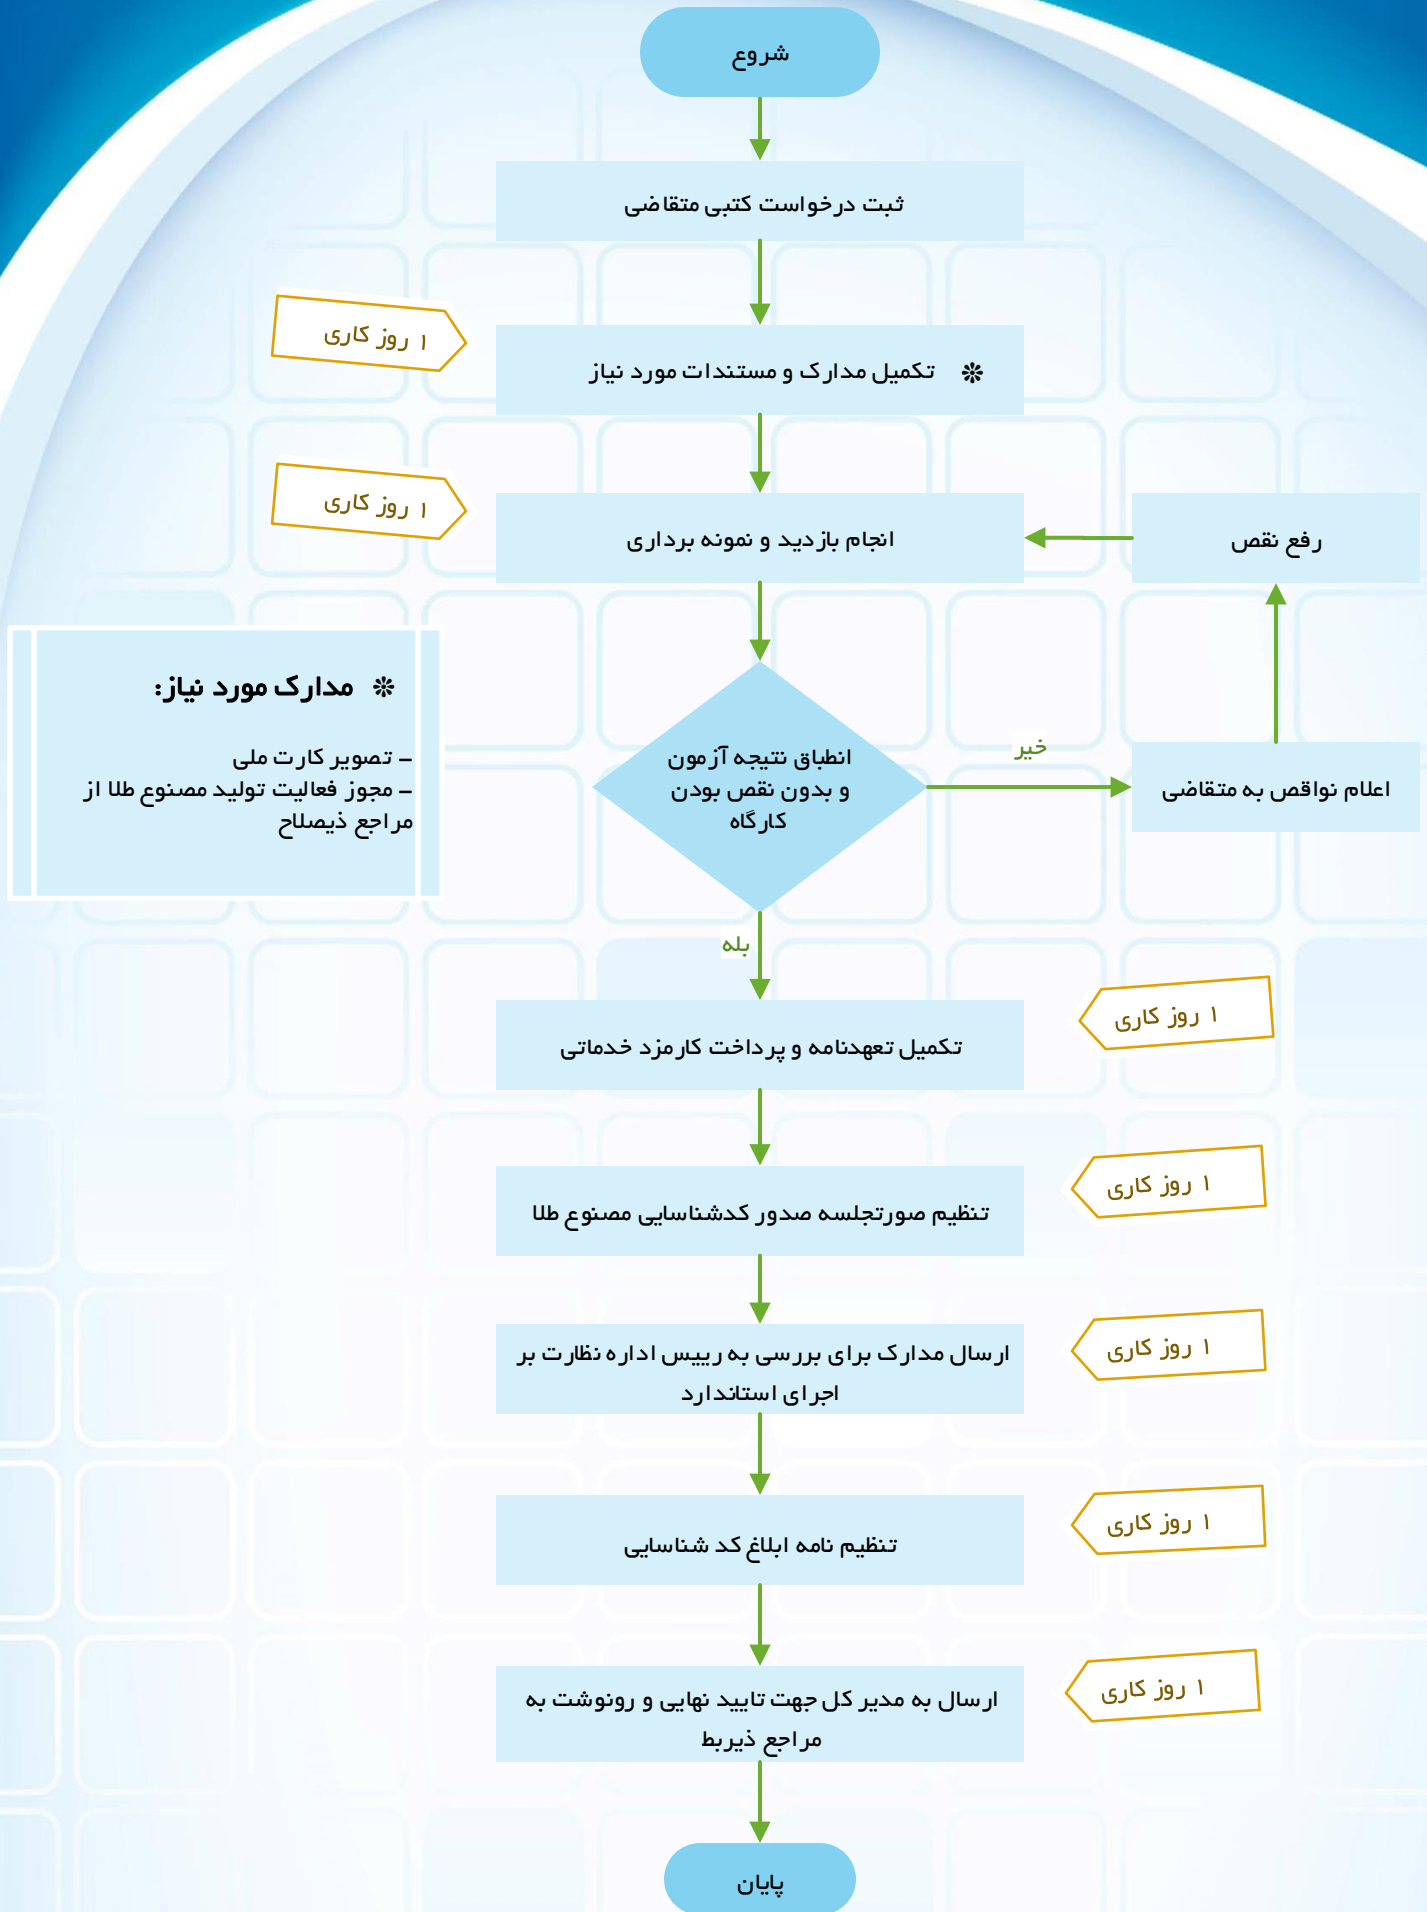 شروع
ثبت درخواست کتبی متقاضی
۱ روز کاری
❊ تکمیل مدارک و مستندات مورد نیاز
۱ روز کاری
انجام بازدید و نمونه برداری
رفع نقص
❊ مدارک مورد نیاز:
– تصویر کارت ملی
– مجوز فعالیت تولید مصنوع طلا از
مراجع ذیصلاح
انطباق نتیجه آزمون
و بدون نقص بودن
کارگاه
خیر
اعلام نواقص به متقاضی
بله
تکمیل تعهدنامه و پرداخت کارمزد خدماتی
۱ روز کاری
تنظیم صورتجلسه صدور کدشناسایی مصنوع طلا
۱ روز کاری
ارسال مدارک برای بررسی به رییس اداره نظارت بر
اجرای استاندارد
۱ روز کاری
تنظیم نامه ابلاغ کد شناسایی
۱ روز کاری
ارسال به مدیر کل جهت تایید نهایی و رونوشت به
مراجع ذیربط
۱ روز کاری
پایان